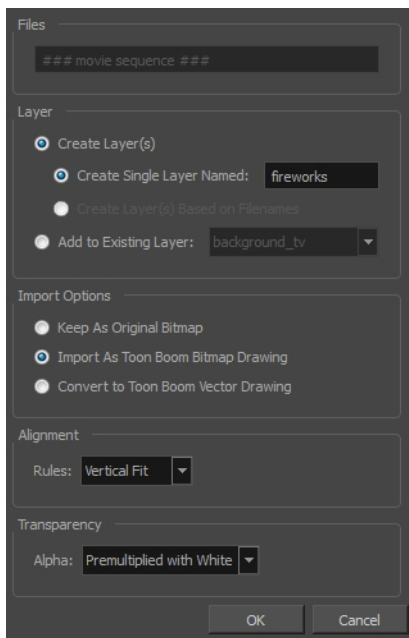 Files
### movie sequence ###
Layer
Create Layer(s)
Create Single Layer Named: fireworks
Create Layer(s) Based on Filenames
Add to Existing Layer: background_tv
Import Options
Keep As Original Bitmap
Import As Toon Boom Bitmap Drawing
Convert to Toon Boom Vector Drawing
Alignment
Rules: Vertical Fit
Transparency
Alpha: Premultiplied with White
OK Cancel